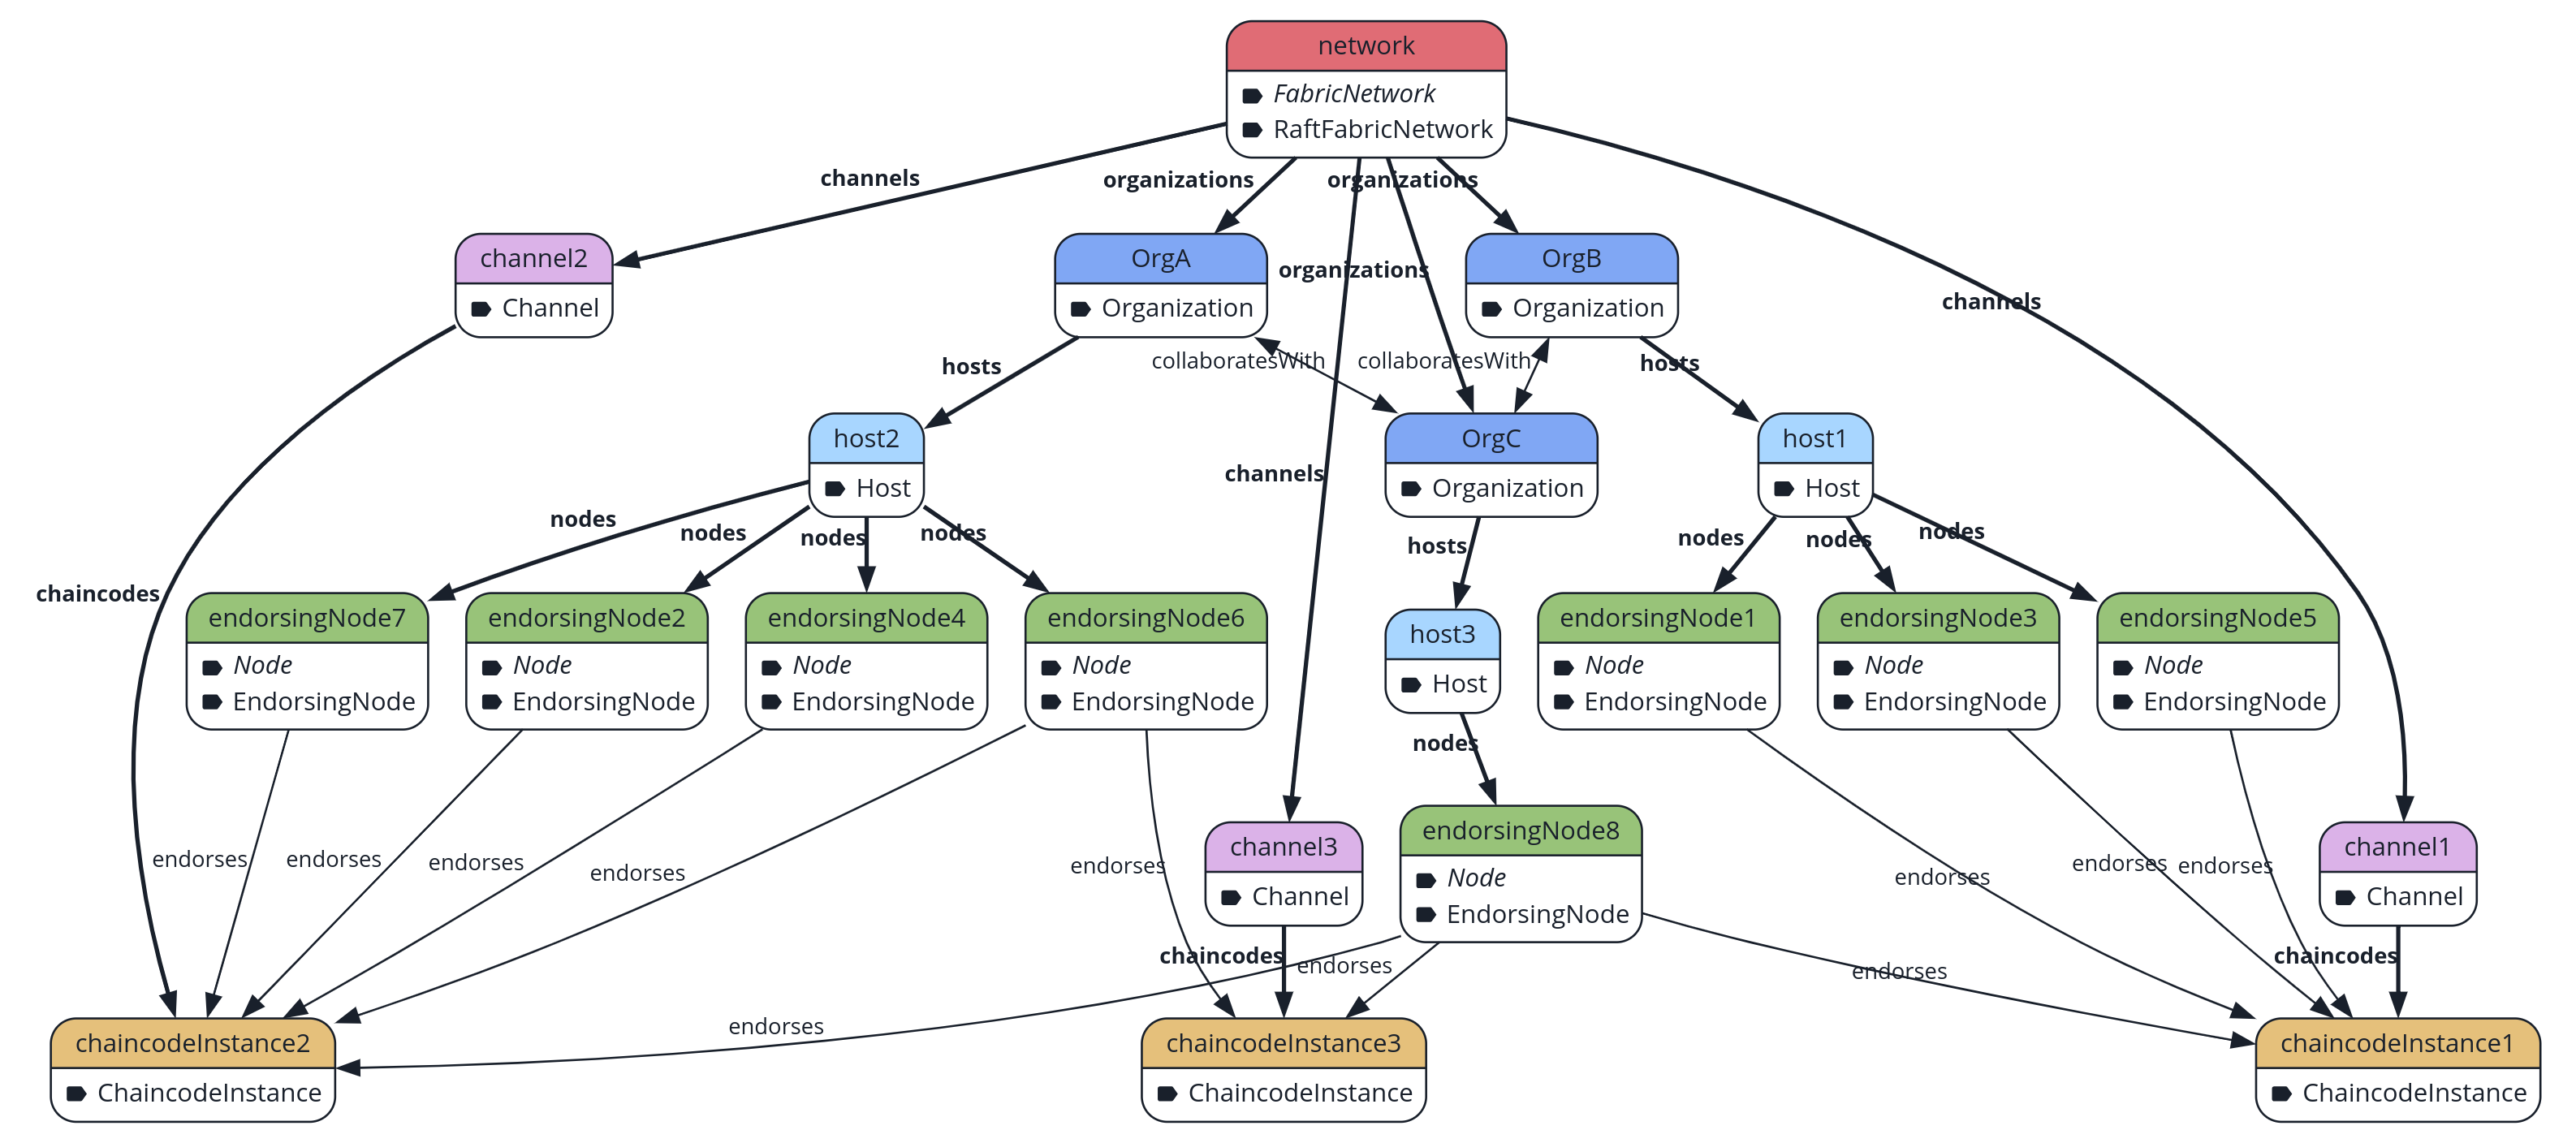 network
FabricNetwork
RaftFabricNetwork
channels
organizations
organizations
channel2
Channel
OrgA
Organization
organizations
OrgB
Organization
channels
hosts
collaboratesWith
collaboratesWith
hosts
host2
Host
channels
OrgC
Organization
host1
Host
nodes
nodes
nodes
nodes
hosts
nodes
nodes
nodes
chaincodes
endorsingNode7
Node
EndorsingNode
endorsingNode2
Node
EndorsingNode
endorsingNode4
Node
EndorsingNode
endorsingNode6
Node
EndorsingNode
host3
Host
endorsingNode1
Node
EndorsingNode
endorsingNode3
Node
EndorsingNode
endorsingNode5
Node
EndorsingNode
nodes
endorses
endorses
endorses
endorses
endorses
channel3
Channel
endorsingNode8
Node
EndorsingNode
endorses
endorses
endorses
channel1
Channel
chaincodes
endorses
endorses
chaincodes
endorses
chaincodeInstance2
ChaincodeInstance
chaincodeInstance3
ChaincodeInstance
chaincodeInstance1
ChaincodeInstance